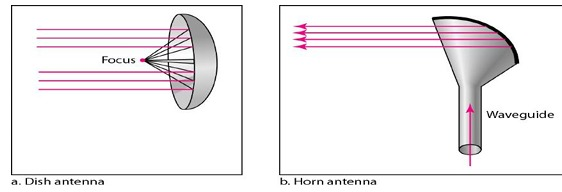 Focus
Waveguide
a. Dish antenna
b. Horn antenna